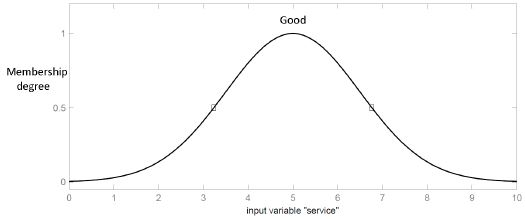 Good
1
Membership
degree
0.5
0
0 1 2 3 4 5 6 7 8 9 10
input variable "service"